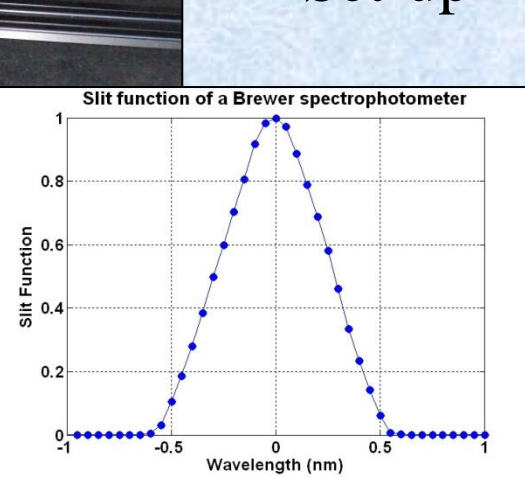 Set-up
Slit function of a Brewer spectrophotometer
Slit Function
1
0.8
0.6
0.4
0.2
0
-1
-0.5
0
0.5
1
Wavelength (nm)